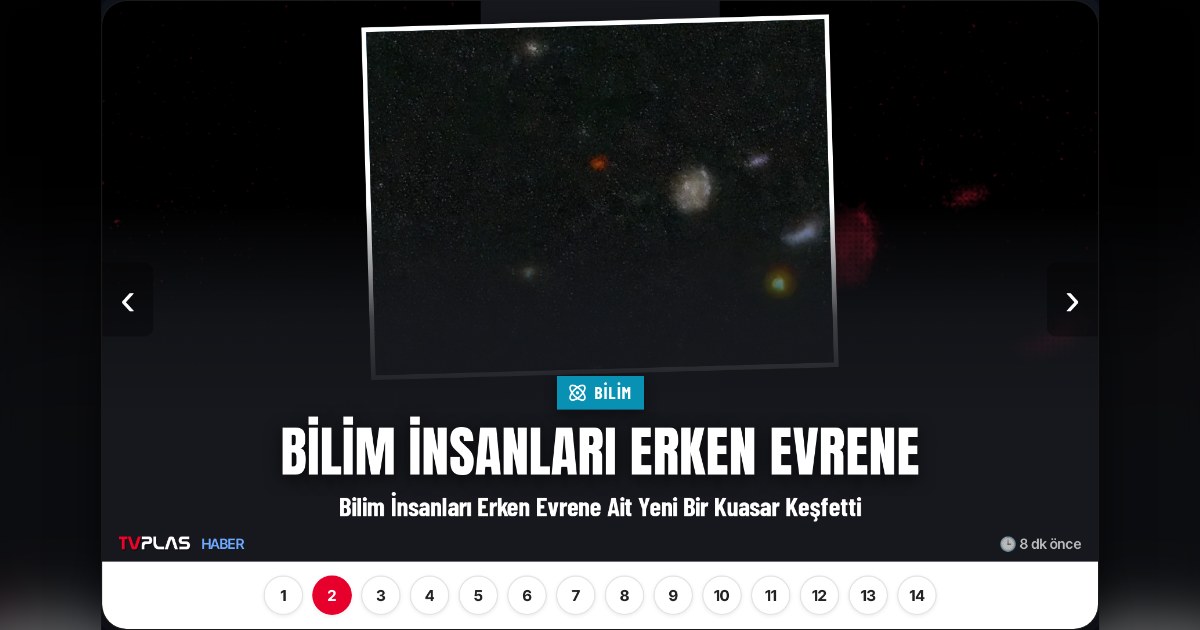 BİLİM
BİLİM İNSANLARI ERKEN EVRENE
Bilim İnsanları Erken Evrene Ait Yeni Bir Kuasar Keşfetti
TVPLAS HABER
8 dk önce
1 2 3 4 5 6 7 8 9 10 11 12 13 14